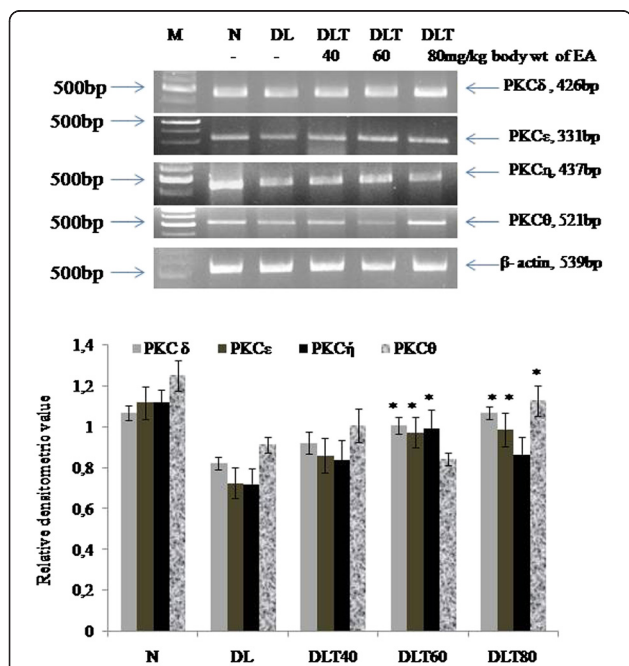 M N DL DLT DLT DLT
- - 40 60 80mg/kg body wt of EA
500bp PKCδ, 426bp
500bp PKCε, 331bp
500bp PKCη, 437bp
500bp PKCθ, 521bp
500bp β-actin, 539bp
1,4
1,2
1
0,8
0,6
0,4
0,2
0
Relative densitometric value
PKC δ PKCε PKCή PKCθ
* * * * * *
N DL DLT40 DLT60 DLT80